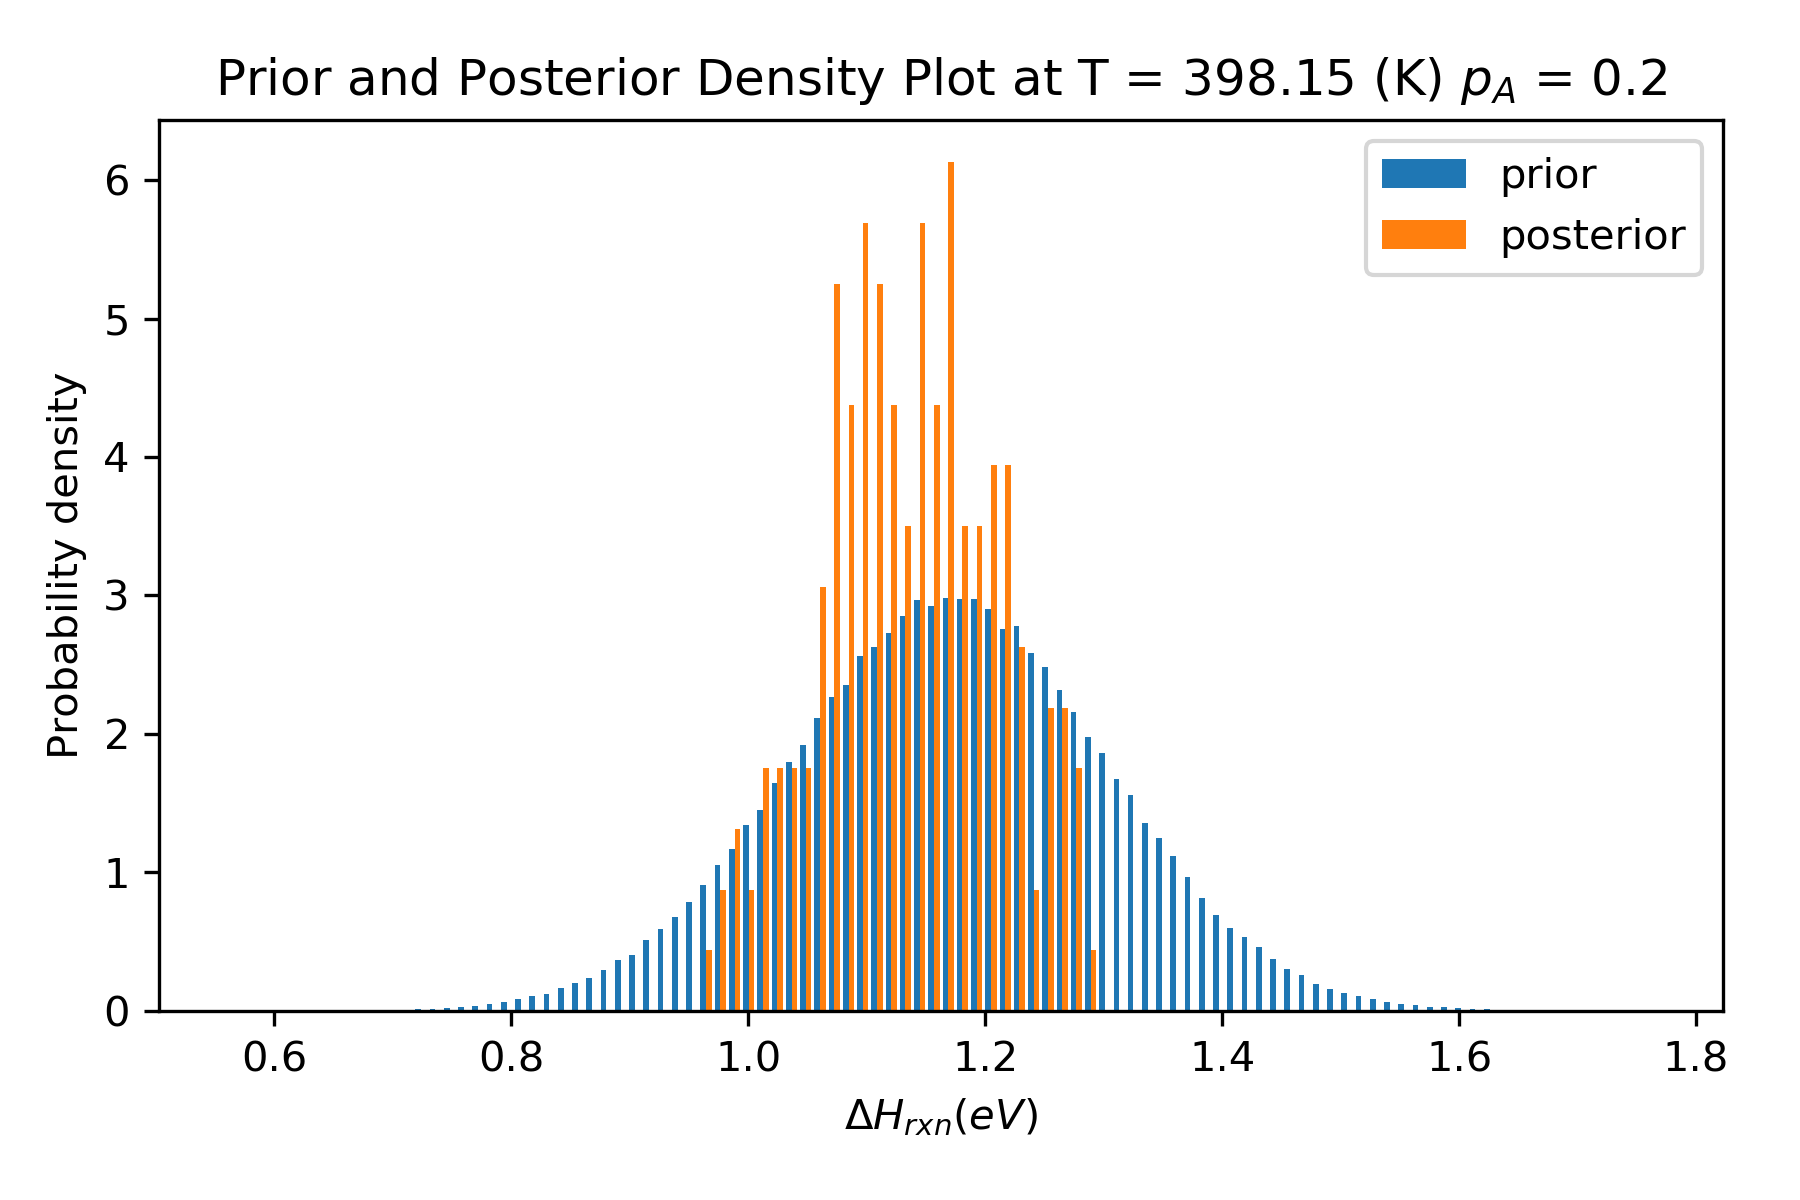 Prior and Posterior Density Plot at T = 398.15 (K) p_A = 0.2
prior
posterior
Probability density
6
5
4
3
2
1
0
0.6 0.8 1.0 1.2 1.4 1.6 1.8
ΔH_rxn(eV)